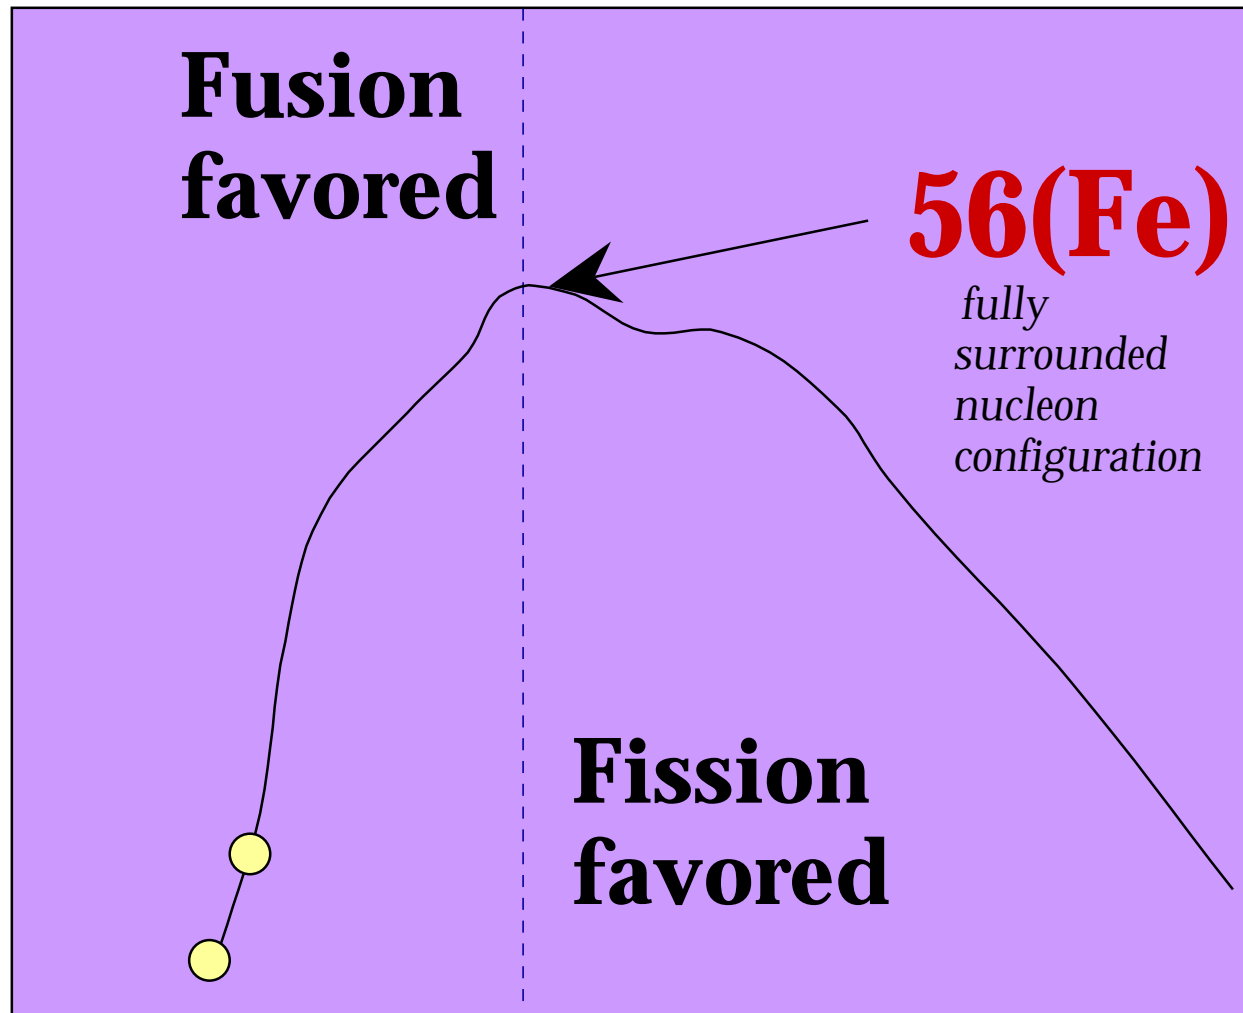 Fusion
favored
56(Fe)
fully
surrounded
nucleon
configuration
Fission
favored